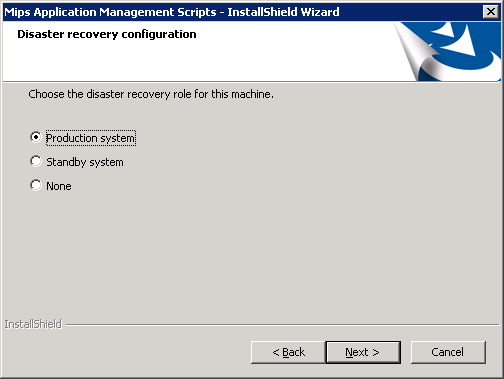 Mips Application Management Scripts - InstallShield Wizard
Disaster recovery configuration
Choose the disaster recovery role for this machine.
Production system
Standby system
None
InstallShield
< Back Next > Cancel